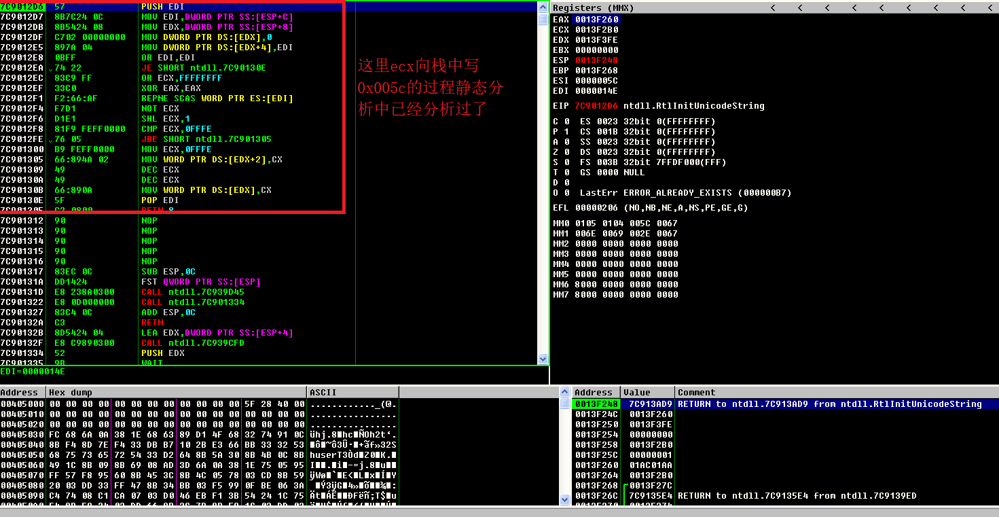 7C9012D6 57 PUSH EDI
7C9012D7 8B7C24 0C MOV EDI,DWORD PTR SS:[ESP+C]
7C9012DB 8B5424 08 MOV EDX,DWORD PTR SS:[ESP+8]
7C9012DF C702 00000000 MOV DWORD PTR DS:[EDX],0
7C9012E5 897A 04 MOV DWORD PTR DS:[EDX+4],EDI
7C9012E8 0BFF OR EDI,EDI
7C9012EA 74 22 JE SHORT ntdll.7C90130E
7C9012EC 83C9 FF OR ECX,FFFFFFFF
7C9012EF 33C0 XOR EAX,EAX
7C9012F1 F2:66:AF REPNE SCAS WORD PTR ES:[EDI]
7C9012F4 F7D1 NOT ECX
7C9012F6 D1E1 SHL ECX,1
7C9012F8 81F9 FEFF0000 CMP ECX,0FFFE
7C9012FE 76 05 JBE SHORT ntdll.7C901305
7C901300 B9 FEFF0000 MOV ECX,0FFFE
7C901305 66:894A 02 MOV WORD PTR DS:[EDX+2],CX
7C901309 49 DEC ECX
7C90130A 49 DEC ECX
7C90130B 66:890A MOV WORD PTR DS:[EDX],CX
7C90130E 5F POP EDI
7C90130F C2 0800 RETN 8
7C901312 90 NOP
7C901313 90 NOP
7C901314 90 NOP
7C901315 90 NOP
7C901316 90 NOP
7C901317 83EC 0C SUB ESP,0C
7C90131A DD1424 FST QWORD PTR SS:[ESP]
7C90131D E8 238A0300 CALL ntdll.7C939D45
7C901322 E8 0D000000 CALL ntdll.7C901334
7C901327 83C4 0C ADD ESP,0C
7C90132A C3 RETN
7C90132B 8D5424 04 LEA EDX,DWORD PTR SS:[ESP+4]
7C90132F E8 C9890300 CALL ntdll.7C939CFD
7C901334 52 PUSH EDX
7C901335 9B WAIT
EDI=0000014E
这里ecx向栈中写
0x005c的过程静态分
析中已经分析过了
Registers (MMX) < < < < < < < < <
EAX 0013F260
ECX 0013F2B0
EDX 0013F3FE
EBX 00000000
ESP 0013F248
EBP 0013F268
ESI 0000005C
EDI 0000014E
EIP 7C9012D6 ntdll.RtlInitUnicodeString
C 0 ES 0023 32bit 0(FFFFFFFF)
P 1 CS 001B 32bit 0(FFFFFFFF)
A 0 SS 0023 32bit 0(FFFFFFFF)
Z 0 DS 0023 32bit 0(FFFFFFFF)
S 0 FS 003B 32bit 7FFDF000(FFF)
T 0 GS 0000 NULL
D 0
O 0 LastErr ERROR_ALREADY_EXISTS (000000B7)
EFL 00000206 (NO,NB,NE,A,NS,PE,GE,G)
MM0 0105 0104 005C 0067
MM1 006E 0069 002E 0067
MM2 0000 0000 0000 0000
MM3 0000 0000 0000 0000
MM4 0000 0000 0000 0000
MM5 0000 0000 0000 0000
MM6 8000 0000 0000 0000
MM7 8000 0000 0000 0000
Address Hex dump ASCII
00405000 00 00 00 00 00 00 00 00 00 00 00 00 5F 28 40 00 ............_(@.
00405010 00 00 00 00 00 00 00 00 00 00 00 00 00 00 00 00 ................
00405020 00 00 00 00 00 00 00 00 00 00 00 00 00 00 00 00 ................
00405030 FC 68 6A 0A 38 1E 68 63 89 D1 4F 68 32 74 91 0C
00405040 8B F4 8D 7E F4 33 DB B7 10 2B E3 66 BB 33 32 53
00405050 68 75 73 65 72 54 33 D2 64 8B 5A 30 8B 4B 0C 8B
00405060 49 1C 8B 09 8B 69 08 AD 3D 6A 0A 38 1E 75 05 95
00405070 FF 57 F8 95 60 8B 45 3C 8B 4C 05 78 03 CD 8B 59
00405080 20 03 DD 33 FF 47 8B 34 BB 03 F5 99 0F BE 06 3A
00405090 C4 74 08 C1 CA 07 03 D0 46 EB F1 3B 54 24 1C 75
Address Value Comment
0013F248 7C913AD9 RETURN to ntdll.7C913AD9 from ntdll.RtlInitUnicodeString
0013F24C 0013F260
0013F250 0013F3FE
0013F254 00000000
0013F258 0013F2B0
0013F25C 00000001
0013F260 01AC01AA
0013F264 0013F2B0
0013F268 0013F27C
0013F26C 7C9135E4 RETURN to ntdll.7C9135E4 from ntdll.7C9139ED